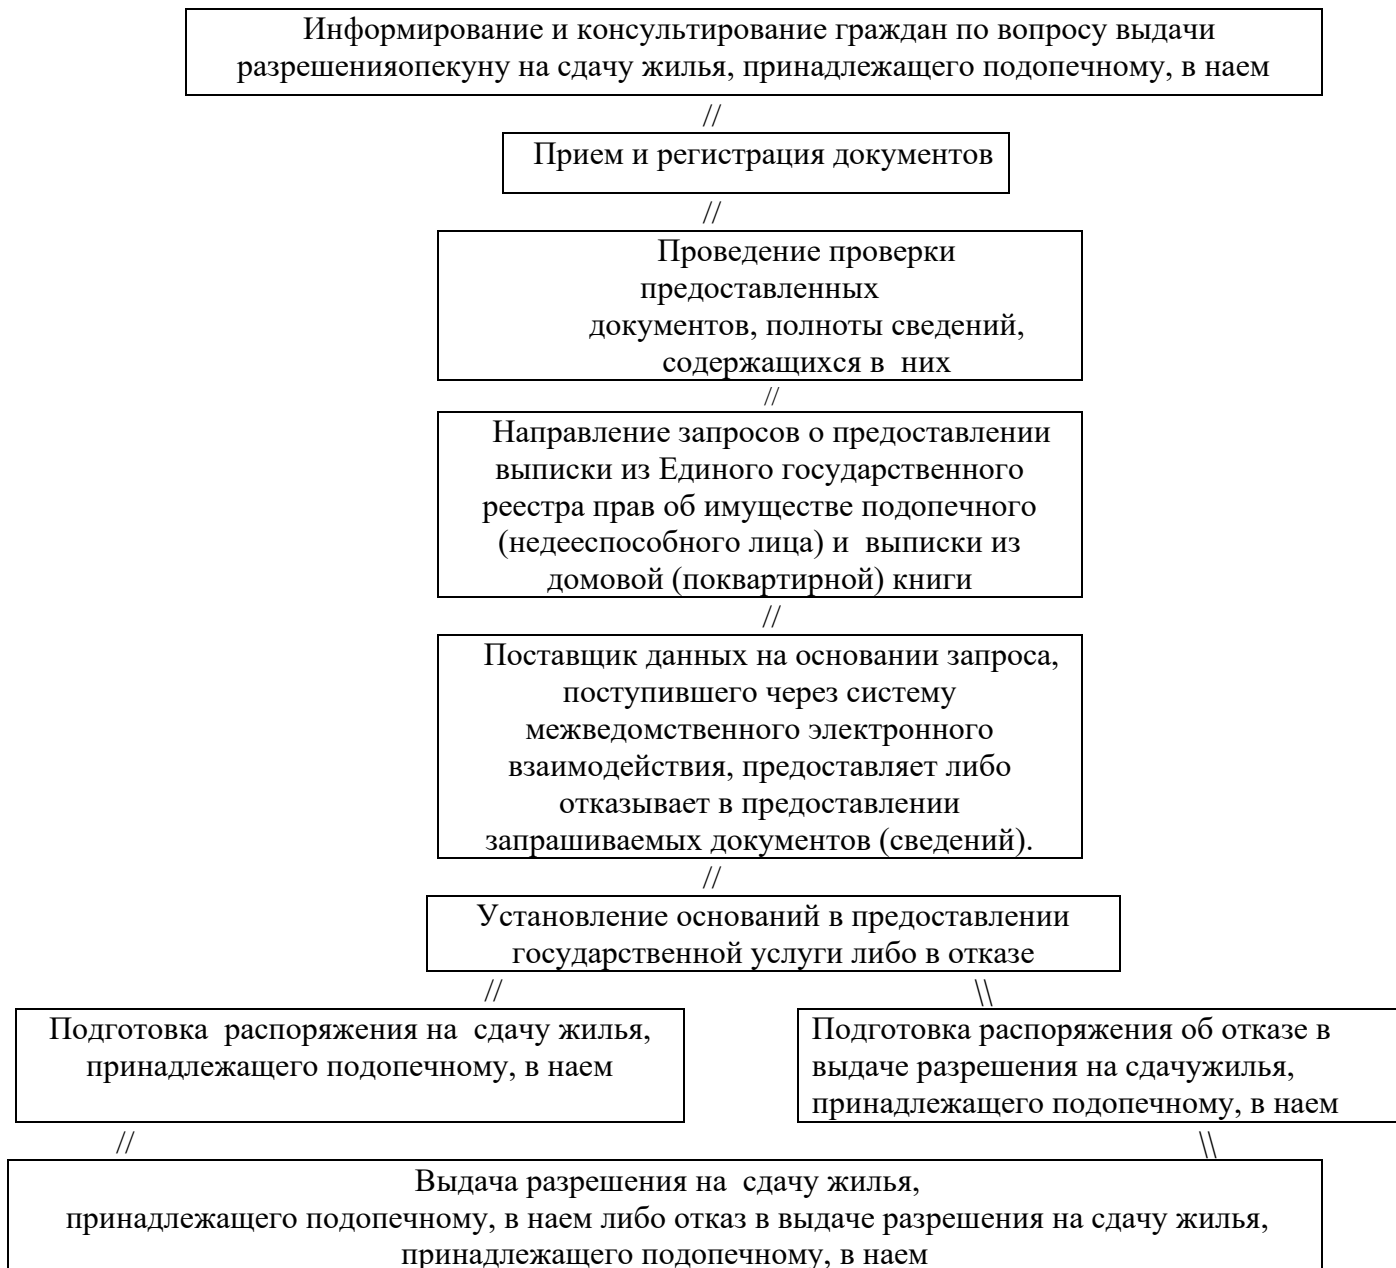 Информирование и консультирование граждан по вопросу выдачи
разрешенияопекуну на сдачу жилья, принадлежащего подопечному, в наем
//
Прием и регистрация документов
//
Проведение проверки
предоставленных
документов, полноты сведений,
содержащихся в них
//
Направление запросов о предоставлении
выписки из Единого государственного
реестра прав об имуществе подопечного
(недееспособного лица) и выписки из
домовой (поквартирной) книги
//
Поставщик данных на основании запроса,
поступившего через систему
межведомственного электронного
взаимодействия, предоставляет либо
отказывает в предоставлении
запрашиваемых документов (сведений).
//
Установление оснований в предоставлении
государственной услуги либо в отказе
// \\
Подготовка распоряжения на сдачу жилья,
принадлежащего подопечному, в наем
Подготовка распоряжения об отказе в
выдаче разрешения на сдачужилья,
принадлежащего подопечному, в наем
// \\
Выдача разрешения на сдачу жилья,
принадлежащего подопечному, в наем либо отказ в выдаче разрешения на сдачу жилья,
принадлежащего подопечному, в наем